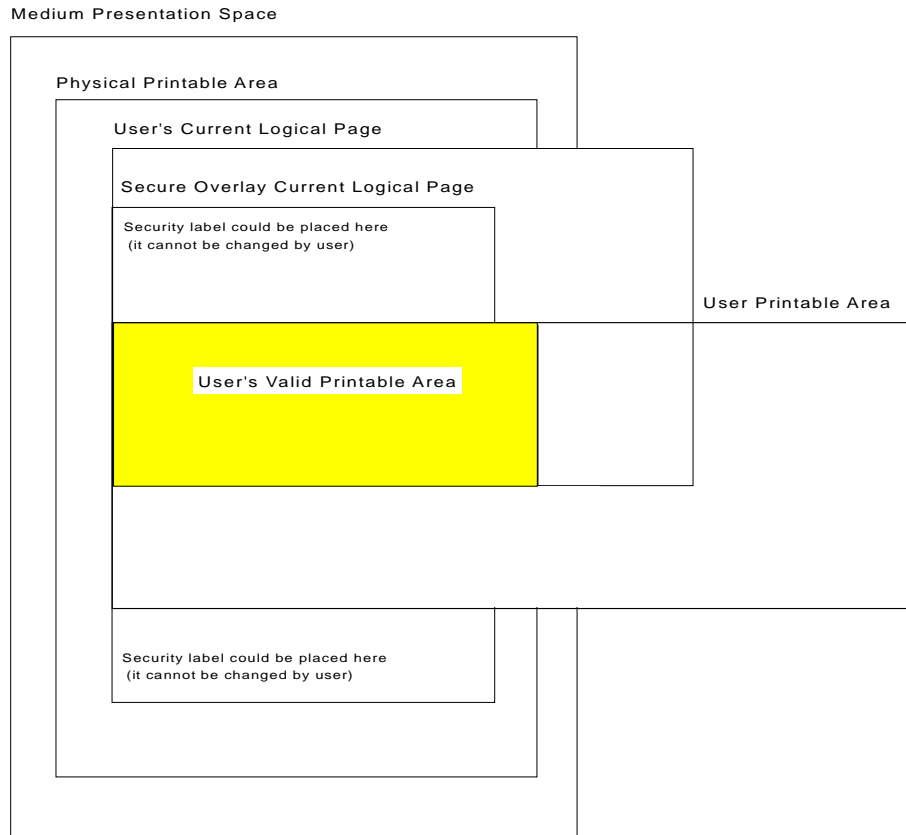 Medium Presentation Space
Physical Printable Area
User's Current Logical Page
Secure Overlay Current Logical Page
Security label could be placed here
(it cannot be changed by user)
User Printable Area
User's Valid Printable Area
Security label could be placed here
(it cannot be changed by user)